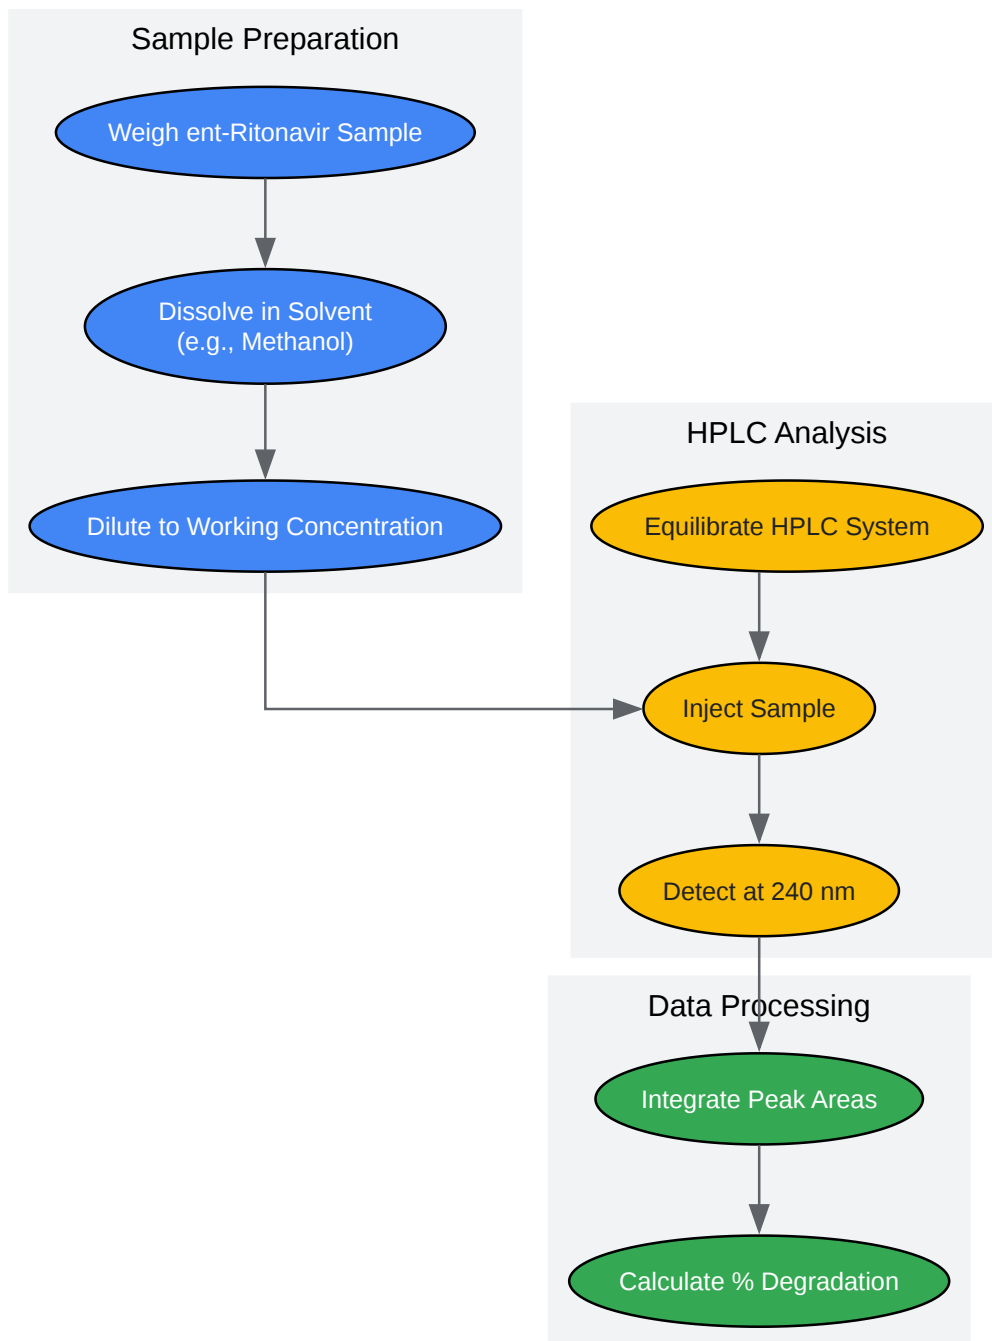 Sample Preparation
Weigh ent-Ritonavir Sample
Dissolve in Solvent
(e.g., Methanol)
Dilute to Working Concentration
HPLC Analysis
Equilibrate HPLC System
Inject Sample
Detect at 240 nm
Data Processing
Integrate Peak Areas
Calculate % Degradation